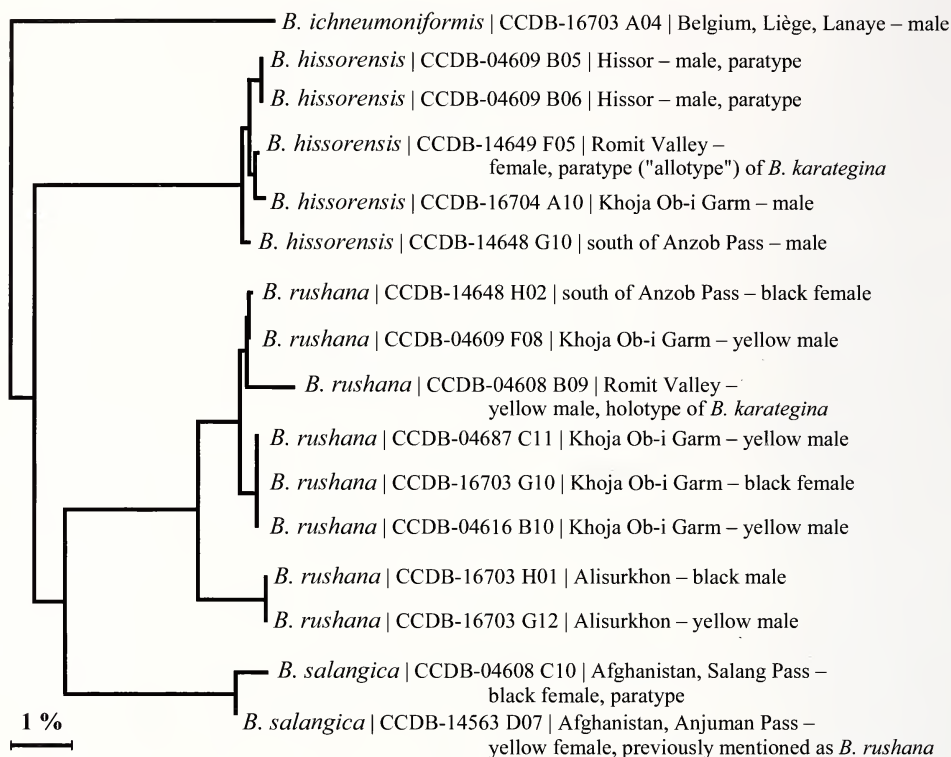 B. ichneumoniformis | CCDB-16703 A04 | Belgium, Liège, Lanaye – male
B. hissorensis | CCDB-04609 B05 | Hissor – male, paratype
B. hissorensis | CCDB-04609 B06 | Hissor – male, paratype
B. hissorensis | CCDB-14649 F05 | Romit Valley –
female, paratype ("allotype") of B. karategina
B. hissorensis | CCDB-16704 A10 | Khoja Ob-i Garm – male
B. hissorensis | CCDB-14648 G10 | south of Anzob Pass – male
B. rushana | CCDB-14648 H02 | south of Anzob Pass – black female
B. rushana | CCDB-04609 F08 | Khoja Ob-i Garm – yellow male
B. rushana | CCDB-04608 B09 | Romit Valley –
yellow male, holotype of B. karategina
B. rushana | CCDB-04687 C11 | Khoja Ob-i Garm – yellow male
B. rushana | CCDB-16703 G10 | Khoja Ob-i Garm – black female
B. rushana | CCDB-04616 B10 | Khoja Ob-i Garm – yellow male
B. rushana | CCDB-16703 H01 | Alisurkhon – black male
B. rushana | CCDB-16703 G12 | Alisurkhon – yellow male
B. salangica | CCDB-04608 C10 | Afghanistan, Salang Pass –
black female, paratype
B. salangica | CCDB-14563 D07 | Afghanistan, Anjuman Pass –
yellow female, previously mentioned as B. rushana
1 %